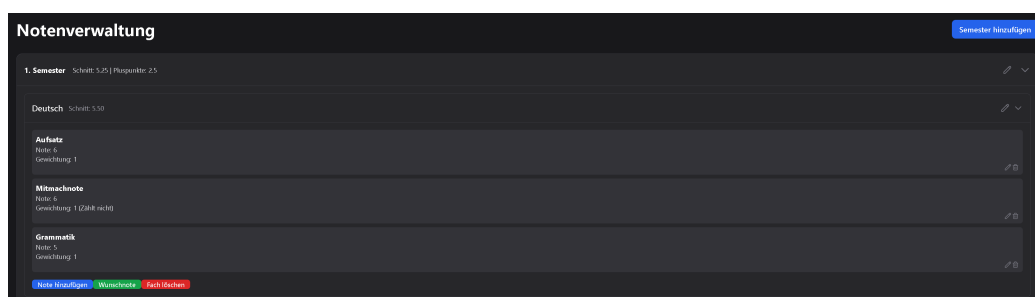 Notenverwaltung
Semester hinzufügen
1. Semester Schnitt: 5.25 | Pluspunkte: 2.5
Deutsch Schnitt: 5.50
Aufsatz
Note: 6
Gewichtung: 1
Mitmachnote
Note: 6
Gewichtung: 1 (Zählt nicht)
Grammatik
Note: 5
Gewichtung: 1
Note hinzufügen Wunschnote Fach löschen